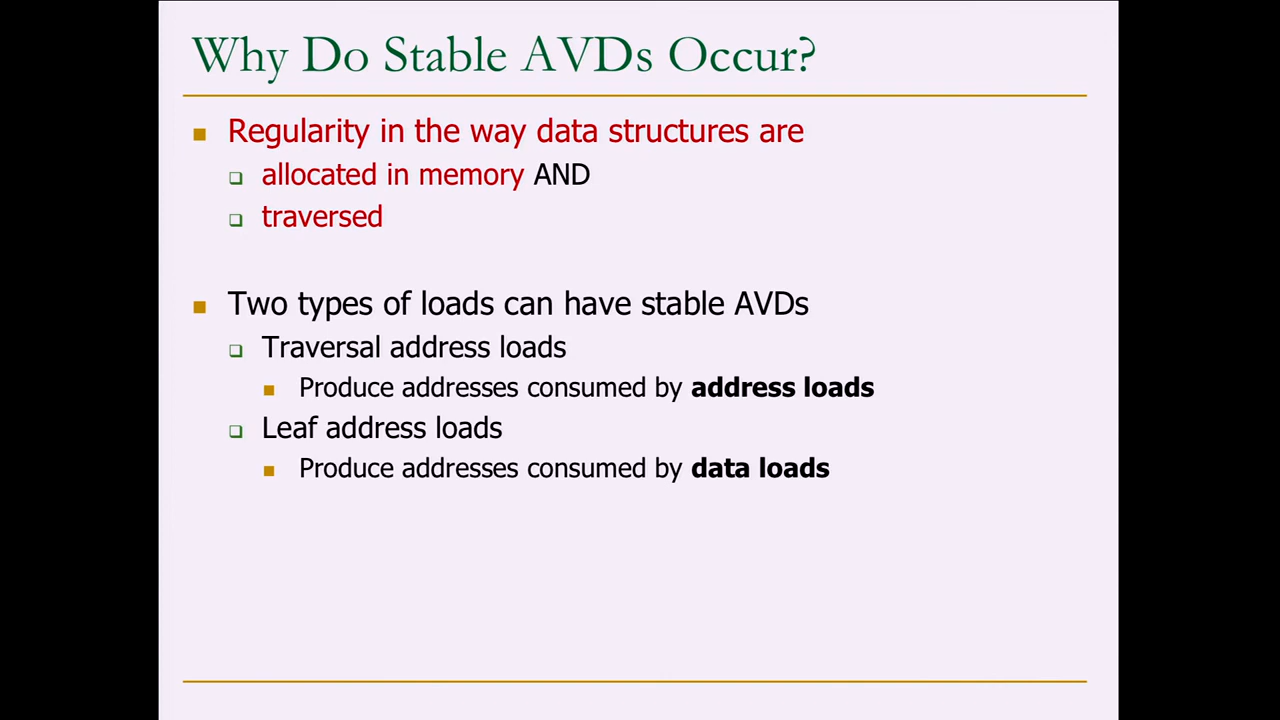 Why Do Stable AVDs Occur?
Regularity in the way data structures are
allocated in memory AND
traversed
Two types of loads can have stable AVDs
Traversal address loads
Produce addresses consumed by address loads
Leaf address loads
Produce addresses consumed by data loads